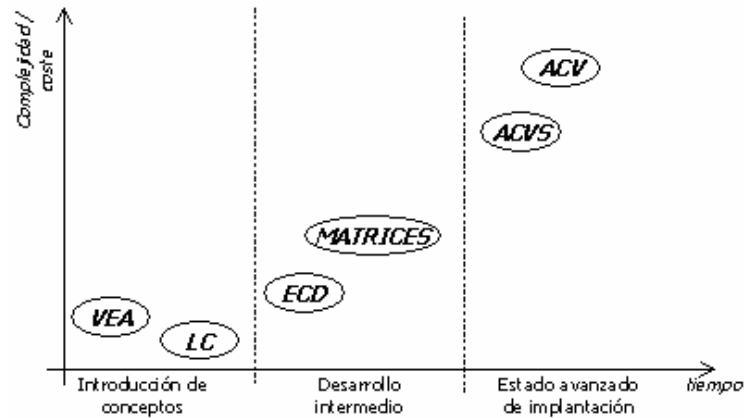 Complejidad /
coste
ACV
ACVS
MATRICES
ECD
VEA
LC
Introducción de
conceptos
Desarrollo
intermedio
Estado avanzado
de implantación
tiempo